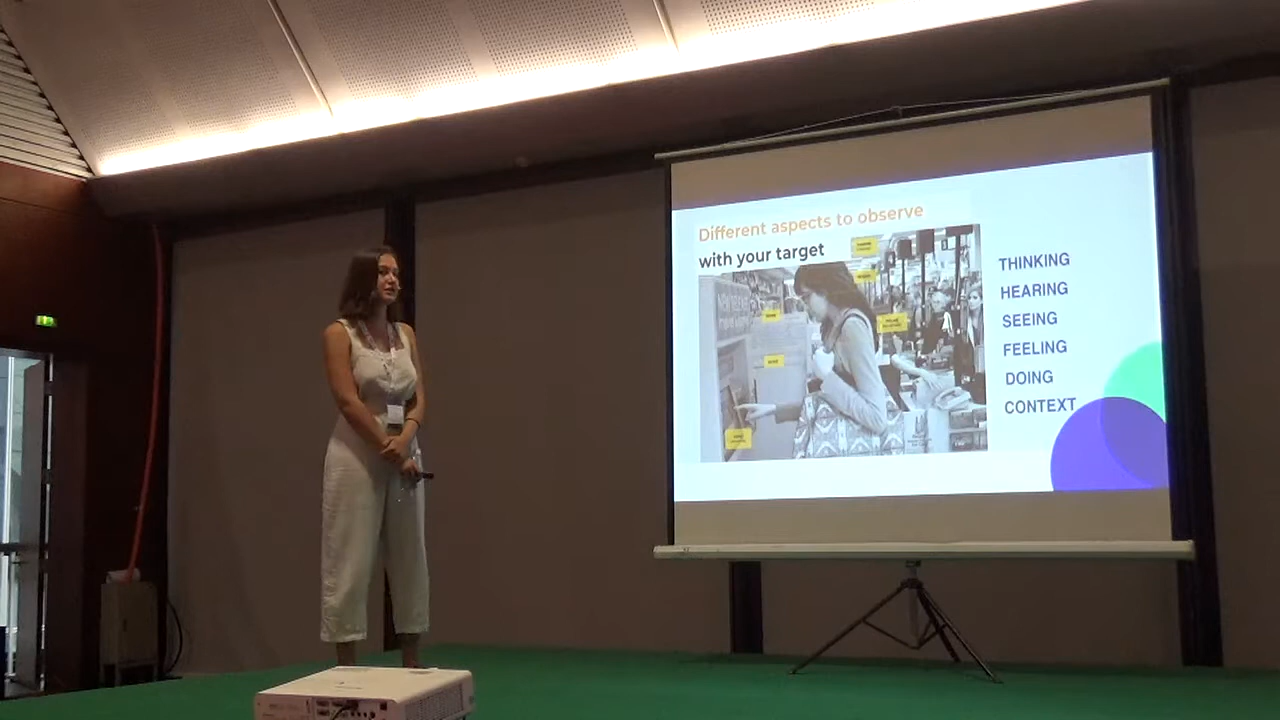 Different aspects to observe
with your target
THINKING
HEARING
SEEING
FEELING
DOING
CONTEXT